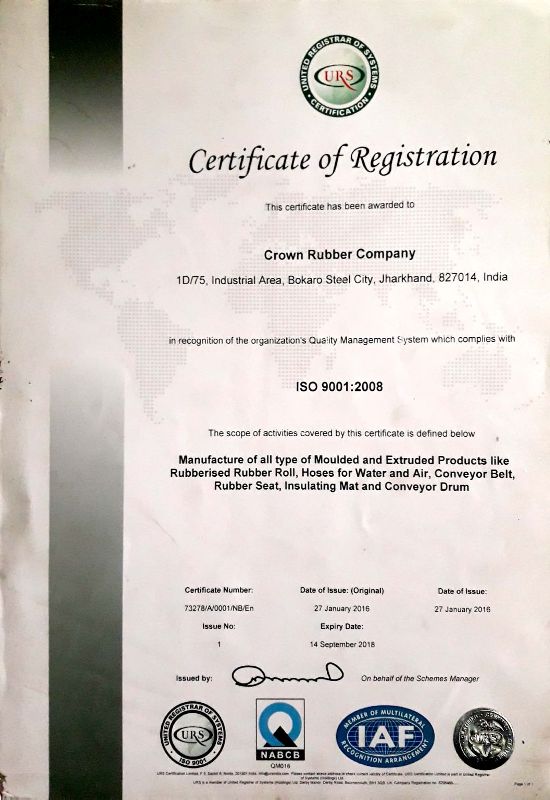 UNITED REGISTRAR OF SYSTEMS
URS
CERTIFICATION
Certificate of Registration
This certificate has been awarded to
Crown Rubber Company
1D/75, Industrial Area, Bokaro Steel City, Jharkhand, 827014, India
in recognition of the organization's Quality Management System which complies with
ISO 9001:2008
The scope of activities covered by this certificate is defined below
Manufacture of all type of Moulded and Extruded Products like
Rubberised Rubber Roll, Hoses for Water and Air, Conveyor Belt,
Rubber Seat, Insulating Mat and Conveyor Drum
Certificate Number: Date of Issue: (Original) Date of Issue:
73278/A/0001/NB/En 27 January 2016 27 January 2016
Issue No: Expiry Date:
1 14 September 2018
Issued by: On behalf of the Schemes Manager
UNITED REGISTRAR OF SYSTEMS
URS
ISO 9001
NABCB
QM016
MEMBER OF MULTILATERAL
IAF
RECOGNITION ARRANGEMENT
Page 1 of 1